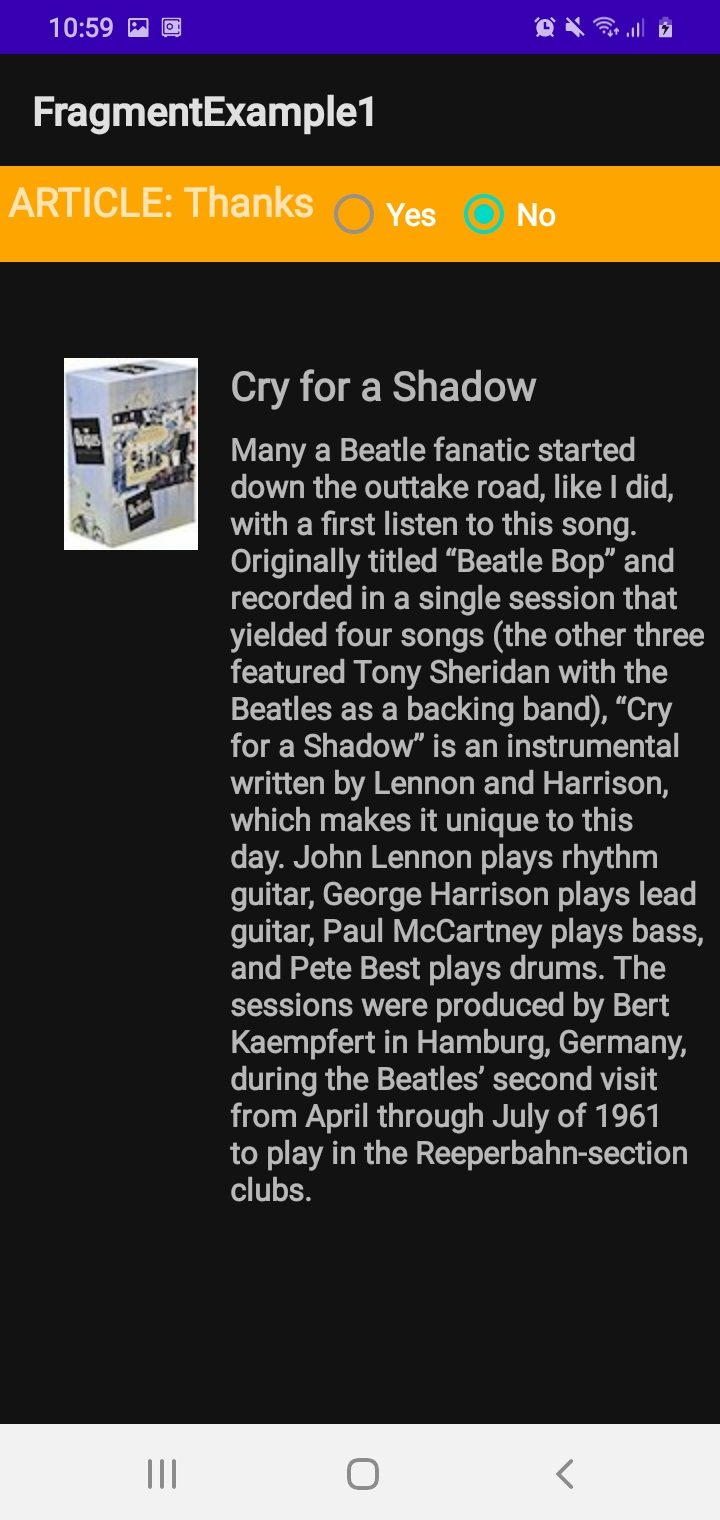 10:59
FragmentExample1
ARTICLE: Thanks Yes No
Cry for a Shadow
Many a Beatle fanatic started
down the outtake road, like I did,
with a first listen to this song.
Originally titled “Beatle Bop” and
recorded in a single session that
yielded four songs (the other three
featured Tony Sheridan with the
Beatles as a backing band), “Cry
for a Shadow” is an instrumental
written by Lennon and Harrison,
which makes it unique to this
day. John Lennon plays rhythm
guitar, George Harrison plays lead
guitar, Paul McCartney plays bass,
and Pete Best plays drums. The
sessions were produced by Bert
Kaempfert in Hamburg, Germany,
during the Beatles’ second visit
from April through July of 1961
to play in the Reeperbahn-section
clubs.